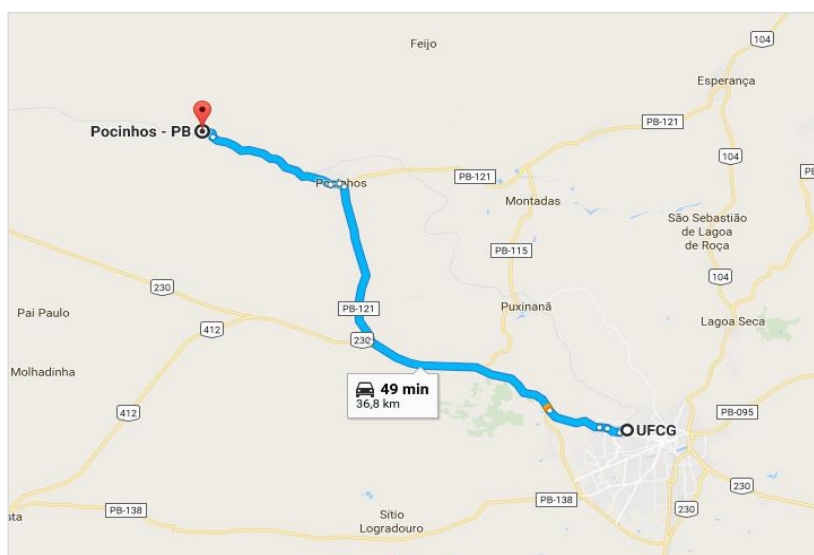 Feijo
104
Esperança
Pocinhos - PB
PB-121
104
Pocinhos
PB-121
Montadas
São Sebastião
de Lagoa
de Roça
PB-115
104
230
Pai Paulo
PB-121
Puxinanã
412
230
Lagoa Seca
Molhadinha
49 min
36,8 km
412
PB-095
UFCG
230
PB-138
PB-138
Sítio
Logradouro
230